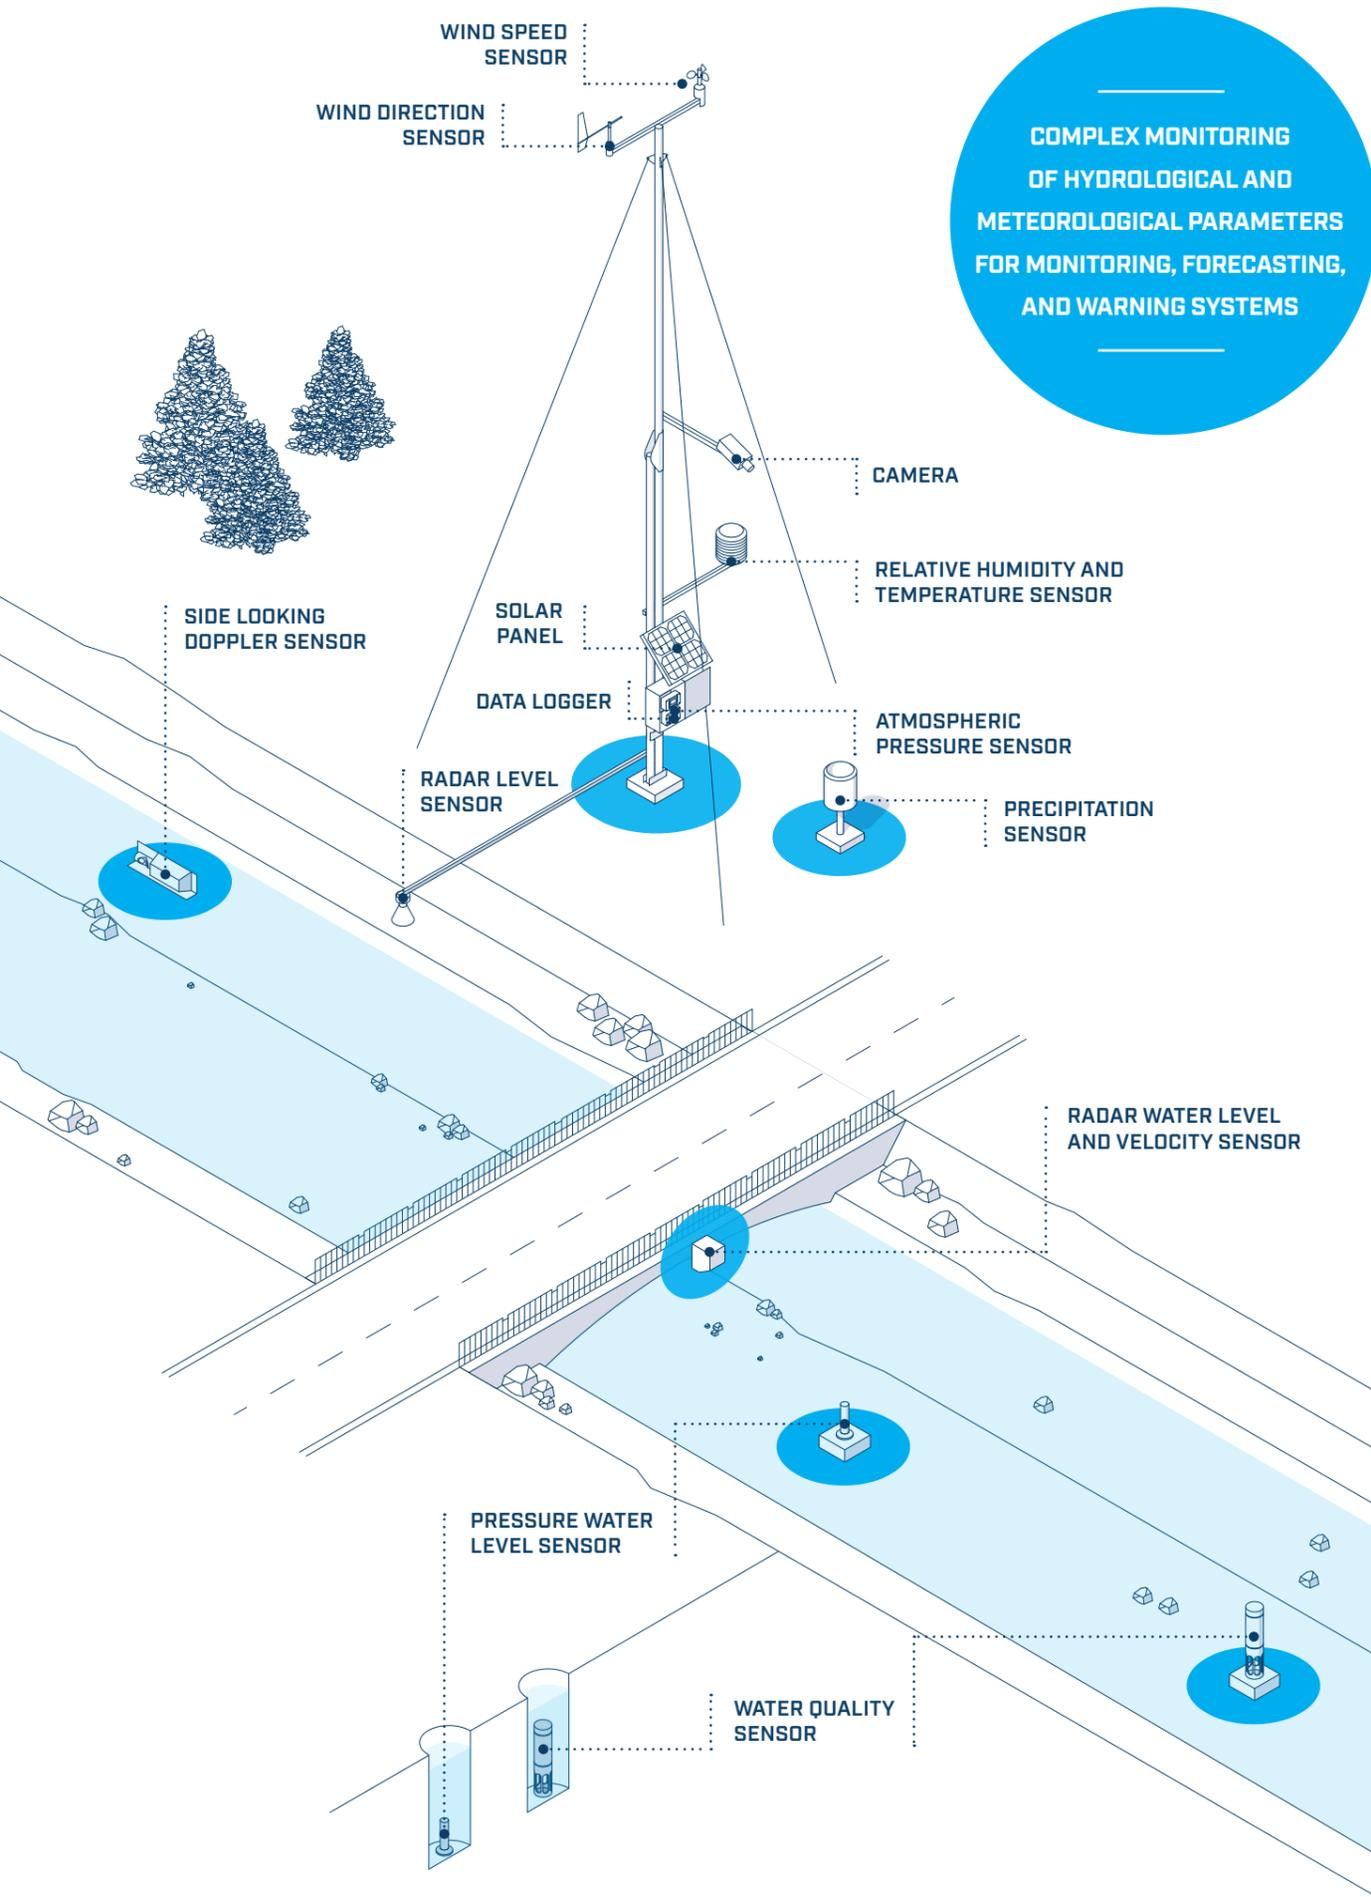 WIND SPEED
SENSOR
WIND DIRECTION
SENSOR
COMPLEX MONITORING
OF HYDROLOGICAL AND
METEOROLOGICAL PARAMETERS
FOR MONITORING, FORECASTING,
AND WARNING SYSTEMS
CAMERA
RELATIVE HUMIDITY AND
TEMPERATURE SENSOR
SOLAR
PANEL
SIDE LOOKING
DOPPLER SENSOR
DATA LOGGER
ATMOSPHERIC
PRESSURE SENSOR
RADAR LEVEL
SENSOR
PRECIPITATION
SENSOR
RADAR WATER LEVEL
AND VELOCITY SENSOR
PRESSURE WATER
LEVEL SENSOR
WATER QUALITY
SENSOR